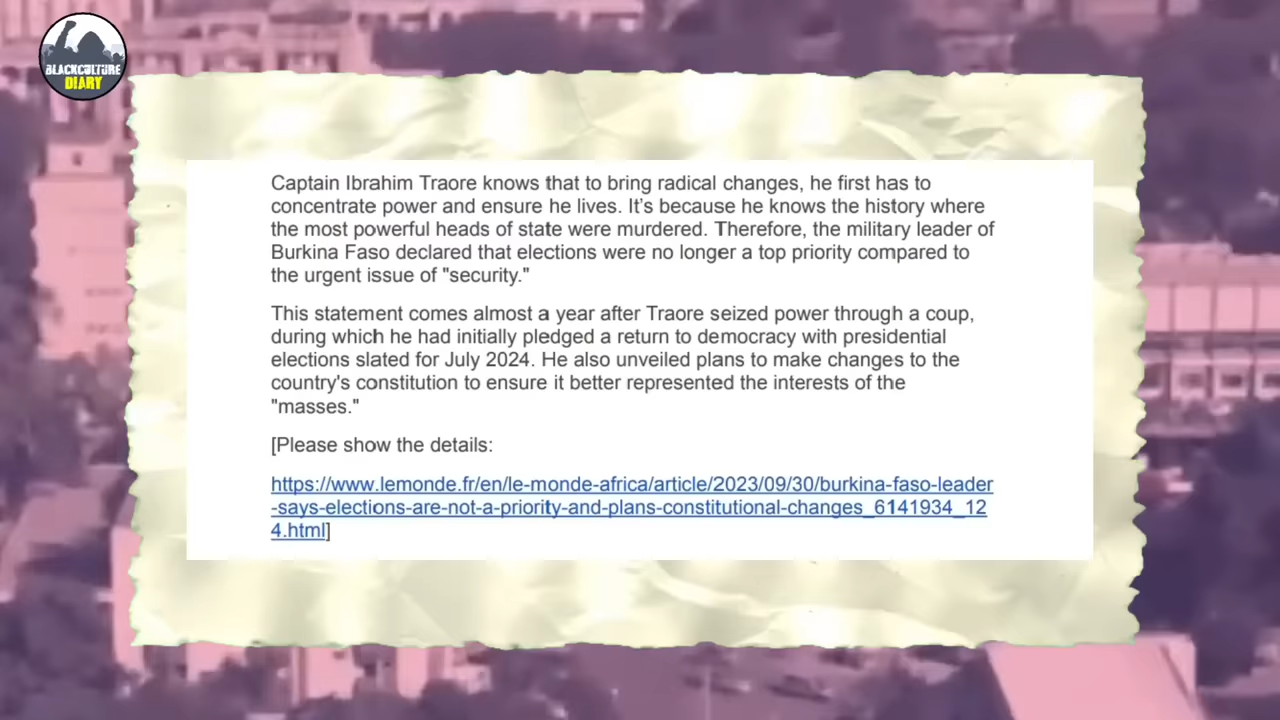 BLACKCULTURE
DIARY
Captain Ibrahim Traore knows that to bring radical changes, he first has to
concentrate power and ensure he lives. It’s because he knows the history where
the most powerful heads of state were murdered. Therefore, the military leader of
Burkina Faso declared that elections were no longer a top priority compared to
the urgent issue of "security."
This statement comes almost a year after Traore seized power through a coup,
during which he had initially pledged a return to democracy with presidential
elections slated for July 2024. He also unveiled plans to make changes to the
country's constitution to ensure it better represented the interests of the
"masses."
[Please show the details:
https://www.lemonde.fr/en/le-monde-africa/article/2023/09/30/burkina-faso-leader
-says-elections-are-not-a-priority-and-plans-constitutional-changes_6141934_12
4.html]